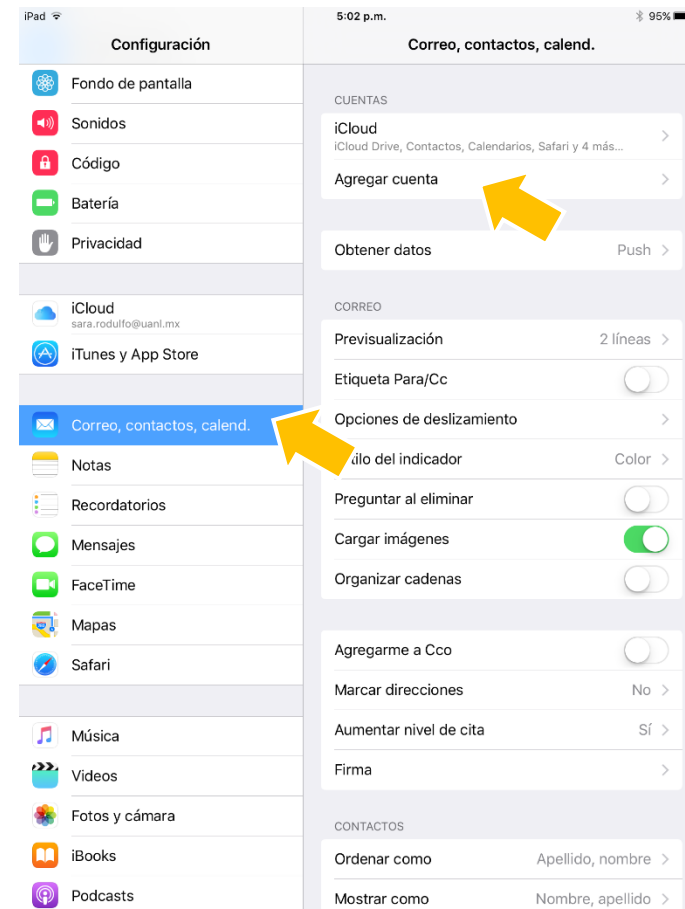 iPad
5:02 p.m.
95%
Configuración
Fondo de pantalla
Sonidos
Código
Batería
Privacidad
iCloud
sara.rodulfo@uanl.mx
iTunes y App Store
Correo, contactos, calend.
Notas
Recordatorios
Mensajes
FaceTime
Mapas
Safari
Música
Videos
Fotos y cámara
iBooks
Podcasts
Correo, contactos, calend.
CUENTAS
iCloud
iCloud Drive, Contactos, Calendarios, Safari y 4 más...
Agregar cuenta
Obtener datos Push
CORREO
Previsualización 2 líneas
Etiqueta Para/Cc
Opciones de deslizamiento
tilo del indicador Color
Preguntar al eliminar
Cargar imágenes
Organizar cadenas
Agregarme a Cco
Marcar direcciones No
Aumentar nivel de cita Sí
Firma
CONTACTOS
Ordenar como Apellido, nombre
Mostrar como Nombre, apellido